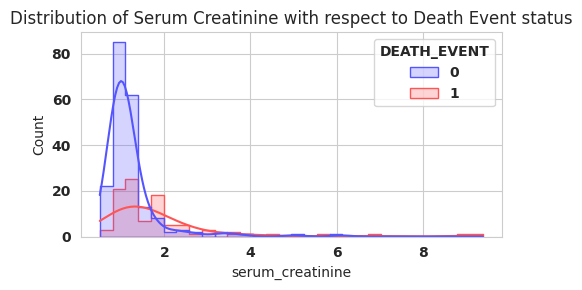 Distribution of Serum Creatinine with respect to Death Event status
DEATH_EVENT
0
1
80
60
40
20
0
Count
2 4 6 8
serum_creatinine